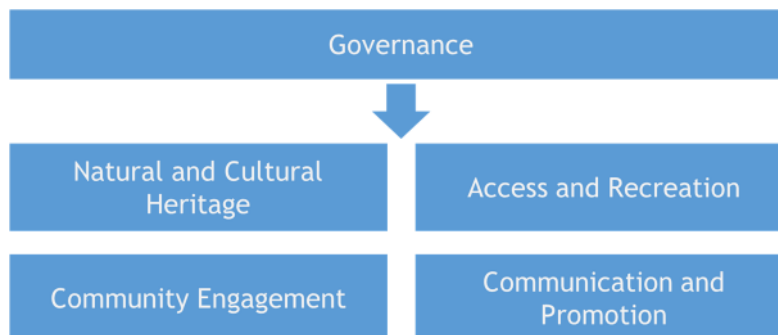 Governance
Natural and Cultural
Heritage
Access and Recreation
Community Engagement
Communication and
Promotion